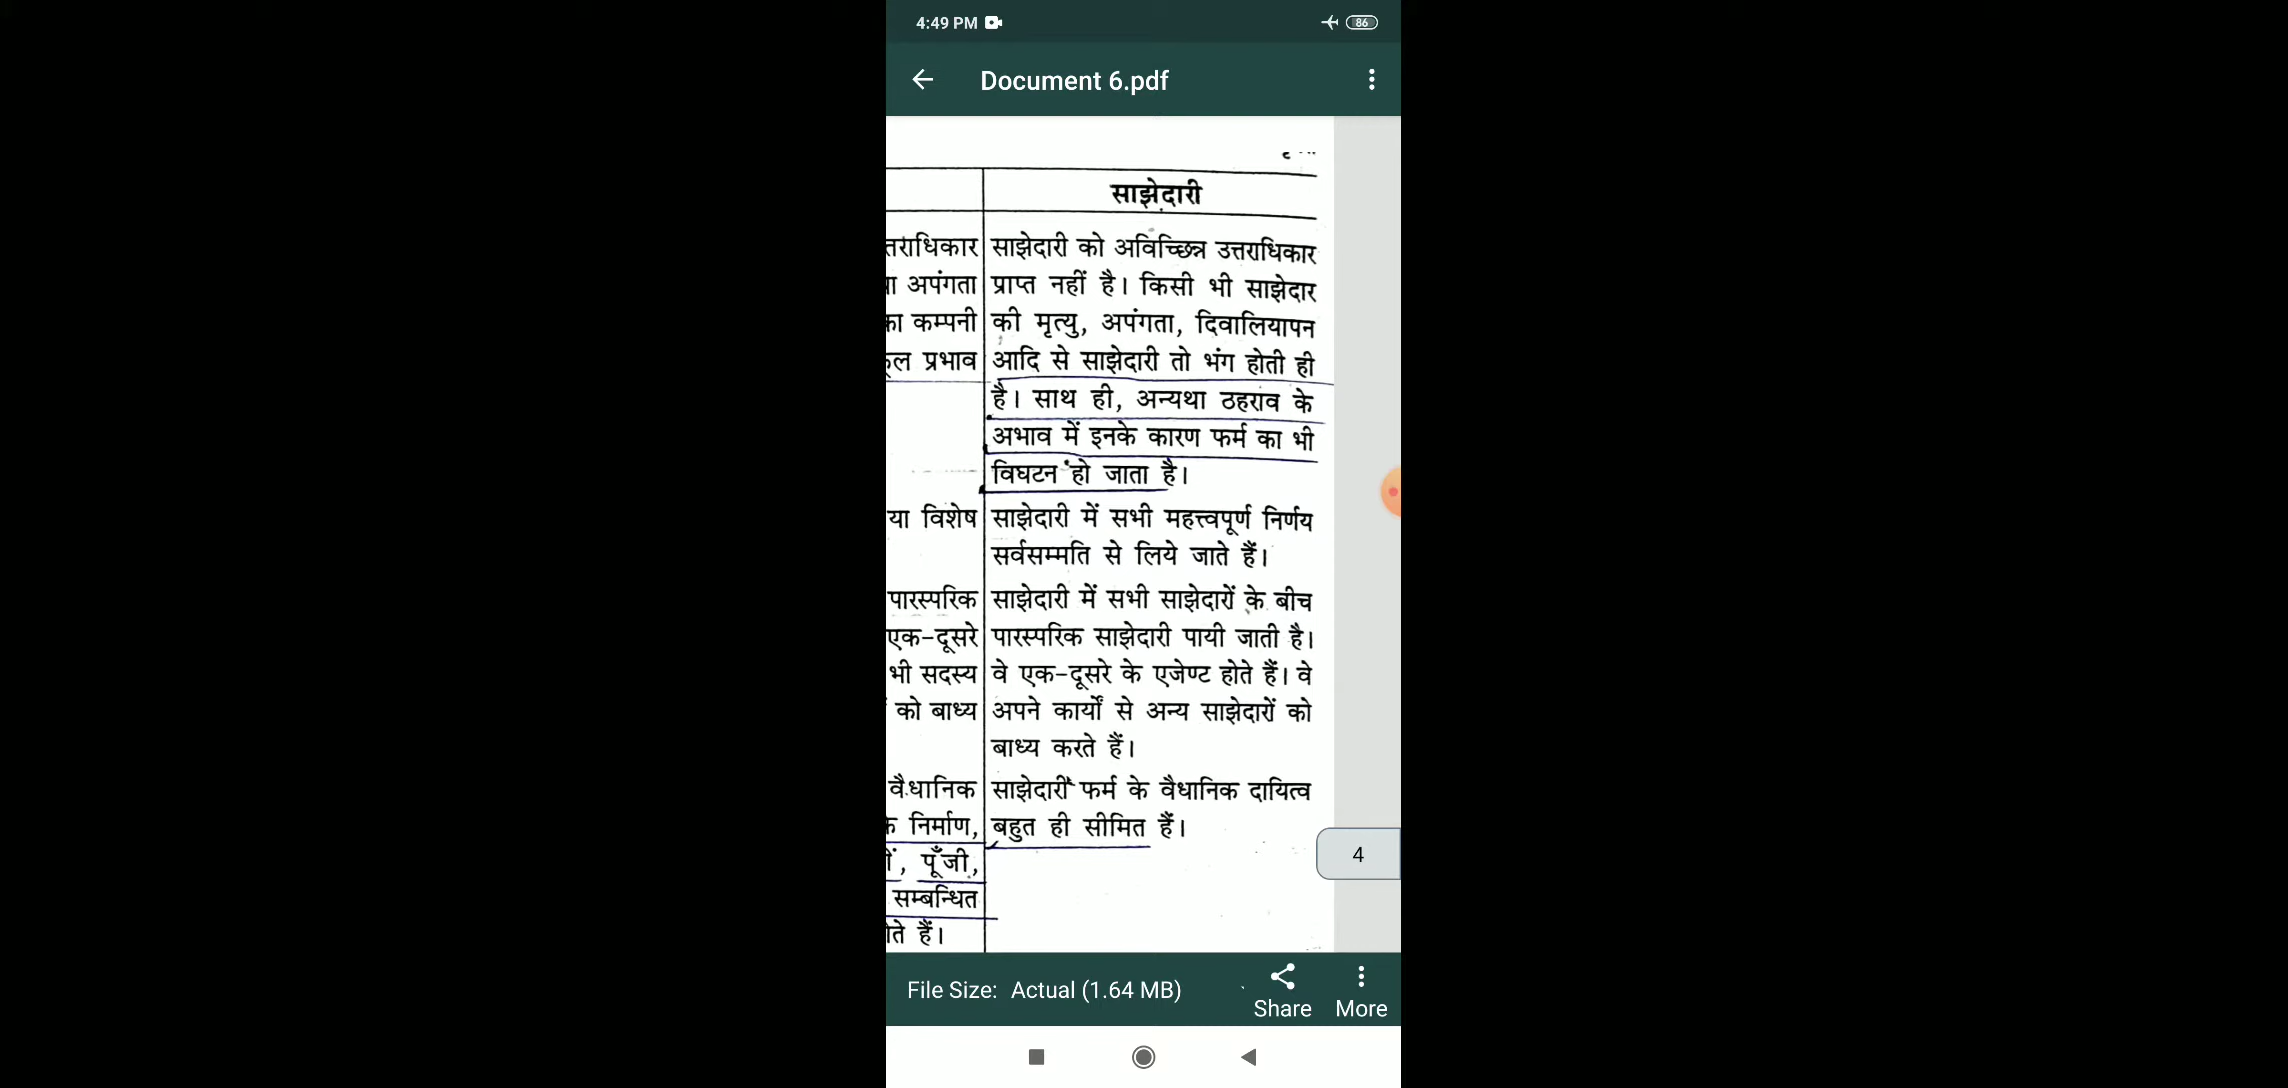 4:49 PM
86
Document 6.pdf
साझेदारी
साझेदारी को अविच्छिन्न उत्तराधिकार
अपंगता प्राप्त नहीं है। किसी भी साझेदार
कम्पनी की मृत्यु, अपंगता, दिवालियापन
प्रभाव आदि से साझेदारी तो भंग होती ही
है। साथ ही, अन्यथा ठहराव के
अभाव में इनके कारण फर्म का भी
विघटन हो जाता है।
या विशेष साझेदारी में सभी महत्त्वपूर्ण निर्णय
सर्वसम्मति से लिये जाते हैं।
पारस्परिक साझेदारी में सभी साझेदारों के बीच
एक-दूसरे पारस्परिक साझेदारी पायी जाती है।
भी सदस्य वे एक-दूसरे के एजेण्ट होते हैं। वे
को बाध्य अपने कार्यों से अन्य साझेदारों को
बाध्य करते हैं।
वैधानिक साझेदारी फर्म के वैधानिक दायित्व
निर्माण, बहुत ही सीमित हैं।
पूँजी,
4
सम्बन्धित
हैं।
File Size: Actual (1.64 MB)
Share
More